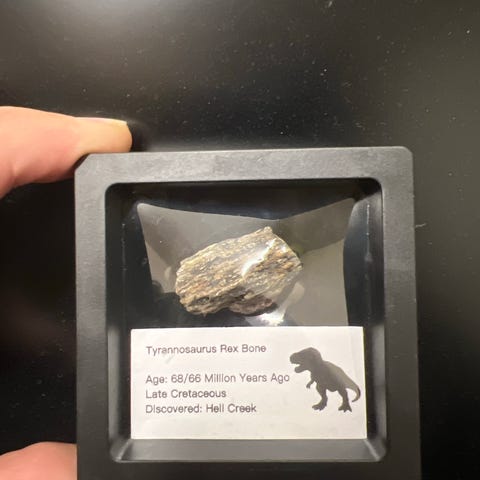 Tyrannosaurus Rex Bone
Age: 68/66 Million Years Ago
Late Cretaceous
Discovered: Hell Creek